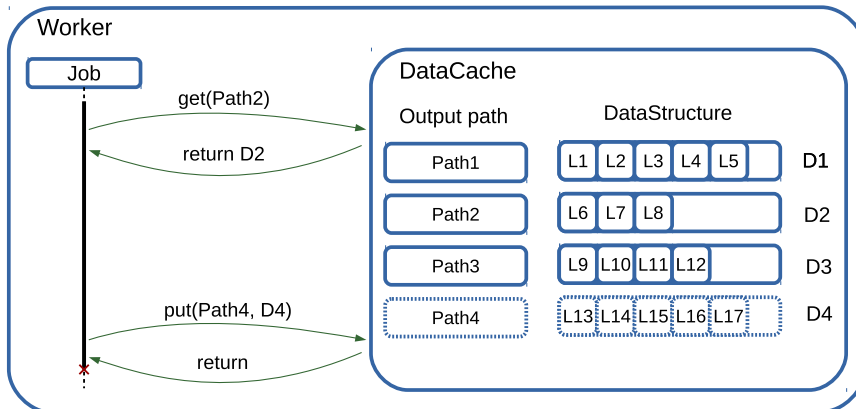 Worker
Job
DataCache
get(Path2)
Output path
DataStructure
return D2
Path1
L1 L2 L3 L4 L5
D1
Path2
L6 L7 L8
D2
Path3
L9 L10 L11 L12
D3
put(Path4, D4)
Path4
L13 L14 L15 L16 L17
D4
return